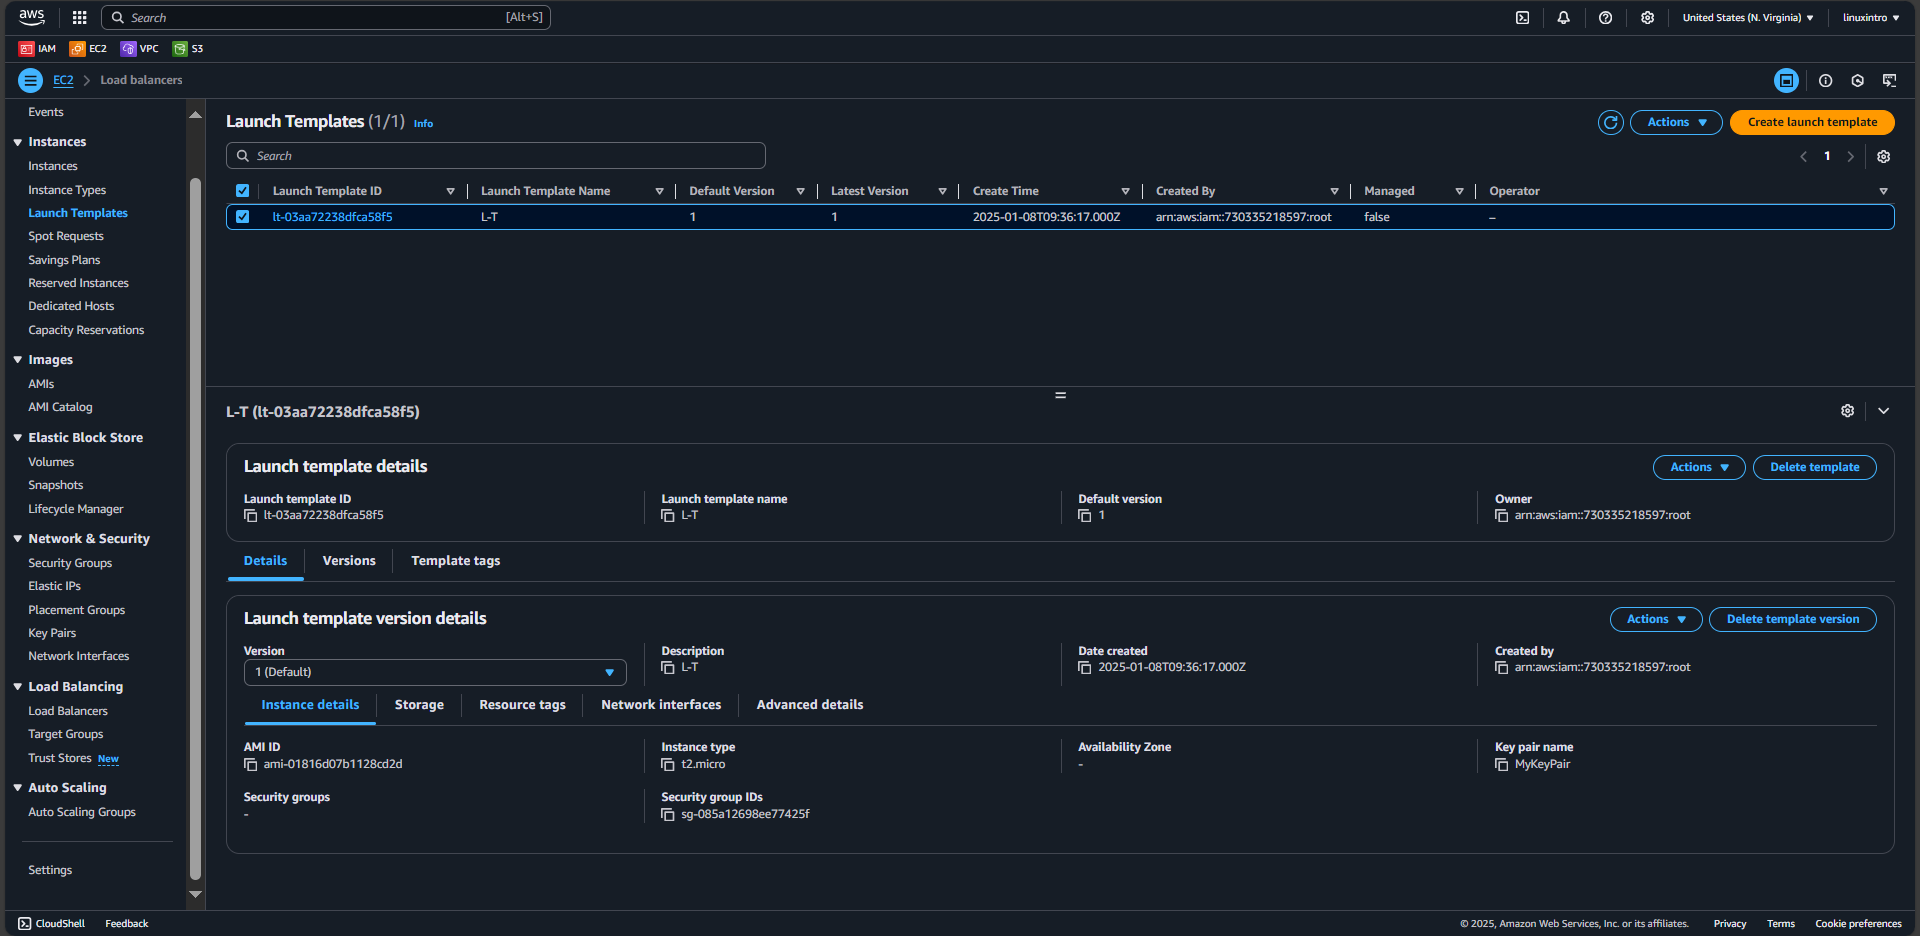 aws
Search [Alt+S]
United States (N. Virginia)
linuxintro
IAM EC2 VPC S3
EC2 Load balancers
Events
Instances
Instances
Instance Types
Launch Templates
Spot Requests
Savings Plans
Reserved Instances
Dedicated Hosts
Capacity Reservations
Images
AMIs
AMI Catalog
Elastic Block Store
Volumes
Snapshots
Lifecycle Manager
Network & Security
Security Groups
Elastic IPs
Placement Groups
Key Pairs
Network Interfaces
Load Balancing
Load Balancers
Target Groups
Trust Stores New
Auto Scaling
Auto Scaling Groups
Settings
Launch Templates (1/1) Info
Actions
Create launch template
Search
1
Launch Template ID Launch Template Name Default Version Latest Version Create Time Created By Managed Operator
lt-03aa72238dfca58f5 L-T 1 1 2025-01-08T09:36:17.000Z arn:aws:iam::730335218597:root false –
L-T (lt-03aa72238dfca58f5)
Launch template details
Actions
Delete template
Launch template ID Launch template name Default version Owner
lt-03aa72238dfca58f5 L-T 1 arn:aws:iam::730335218597:root
Details Versions Template tags
Launch template version details
Actions
Delete template version
Version Description Date created Created by
1 (Default) L-T 2025-01-08T09:36:17.000Z arn:aws:iam::730335218597:root
Instance details Storage Resource tags Network interfaces Advanced details
AMI ID Instance type Availability Zone Key pair name
ami-01816d07b1128cd2d t2.micro - MyKeyPair
Security groups Security group IDs
- sg-085a12698ee77425f
CloudShell Feedback
© 2025, Amazon Web Services, Inc. or its affiliates. Privacy Terms Cookie preferences